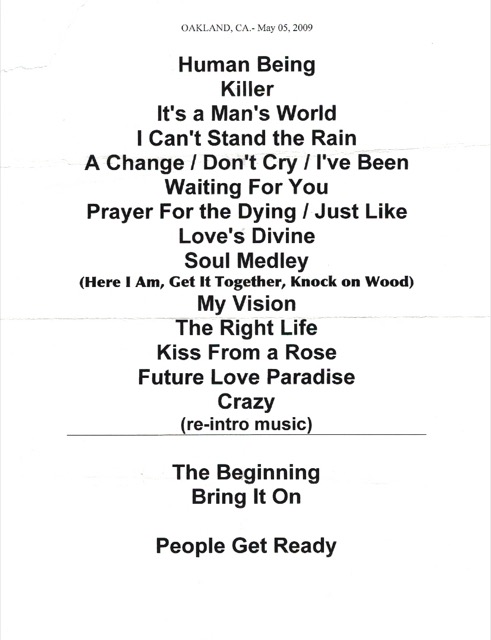 OAKLAND, CA.- May 05, 2009
Human Being
Killer
It's a Man's World
I Can't Stand the Rain
A Change / Don't Cry / I've Been
Waiting For You
Prayer For the Dying / Just Like
Love's Divine
Soul Medley
(Here I Am, Get It Together, Knock on Wood)
My Vision
The Right Life
Kiss From a Rose
Future Love Paradise
Crazy
(re-intro music)
The Beginning
Bring It On
People Get Ready